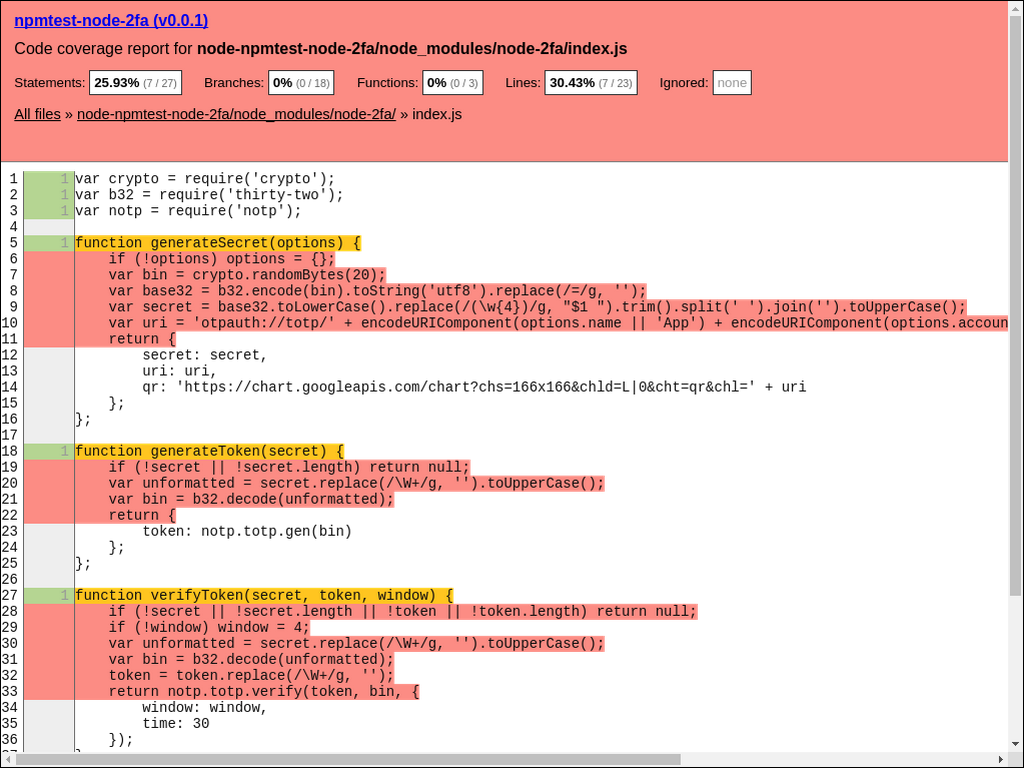 npmtest-node-2fa (v0.0.1)
Code coverage report for node-npmtest-node-2fa/node_modules/node-2fa/index.js
Statements: 25.93% (7 / 27) Branches: 0% (0 / 18) Functions: 0% (0 / 3) Lines: 30.43% (7 / 23) Ignored: none
All files » node-npmtest-node-2fa/node_modules/node-2fa/ » index.js
1 1 var crypto = require('crypto');
2 1 var b32 = require('thirty-two');
3 1 var notp = require('notp');
4
5 1 function generateSecret(options) {
6     if (!options) options = {};
7     var bin = crypto.randomBytes(20);
8     var base32 = b32.encode(bin).toString('utf8').replace(/=/g, '');
9     var secret = base32.toLowerCase().replace(/(\w{4})/g, "$1 ").trim().split(' ').join('').toUpperCase();
10     var uri = 'otpauth://totp/' + encodeURIComponent(options.name || 'App') + encodeURIComponent(options.accoun
11     return {
12         secret: secret,
13         uri: uri,
14         qr: 'https://chart.googleapis.com/chart?chs=166x166&chld=L|0&cht=qr&chl=' + uri
15     };
16 };
17
18 1 function generateToken(secret) {
19     if (!secret || !secret.length) return null;
20     var unformatted = secret.replace(/\W+/g, '').toUpperCase();
21     var bin = b32.decode(unformatted);
22     return {
23         token: notp.totp.gen(bin)
24     };
25 };
26
27 1 function verifyToken(secret, token, window) {
28     if (!secret || !secret.length || !token || !token.length) return null;
29     if (!window) window = 4;
30     var unformatted = secret.replace(/\W+/g, '').toUpperCase();
31     var bin = b32.decode(unformatted);
32     token = token.replace(/\W+/g, '');
33     return notp.totp.verify(token, bin, {
34         window: window,
35         time: 30
36     });